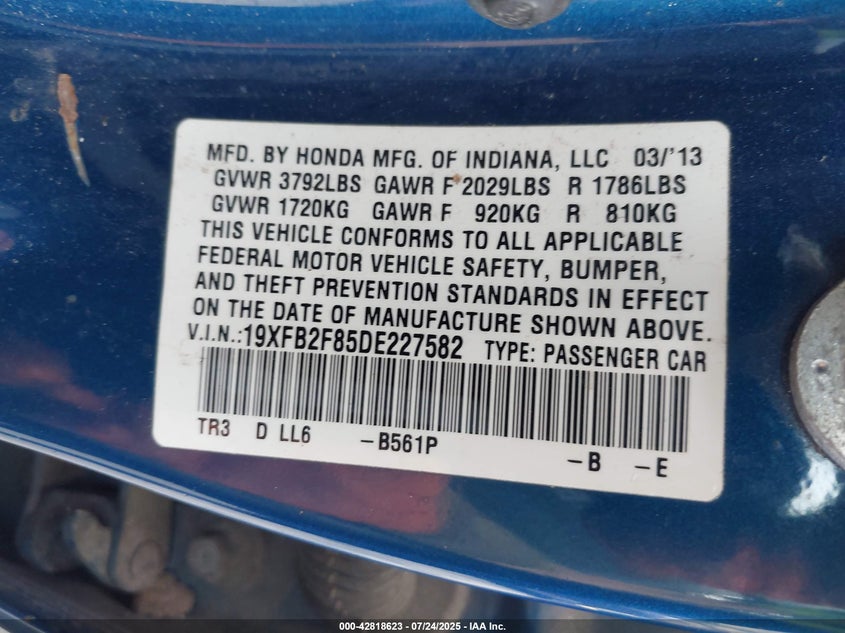 MFD. BY HONDA MFG. OF INDIANA, LLC 03/'13
GVWR 3792LBS GAWR F 2029LBS R 1786LBS
GVWR 1720KG GAWR F 920KG R 810KG
THIS VEHICLE CONFORMS TO ALL APPLICABLE
FEDERAL MOTOR VEHICLE SAFETY, BUMPER,
AND THEFT PREVENTION STANDARDS IN EFFECT
ON THE DATE OF MANUFACTURE SHOWN ABOVE.
V.I.N.:19XFB2F85DE227582 TYPE: PASSENGER CAR
TR3 D LL6 -B561P -B -E
000-42818623 - 07/24/2025 - IAA Inc.